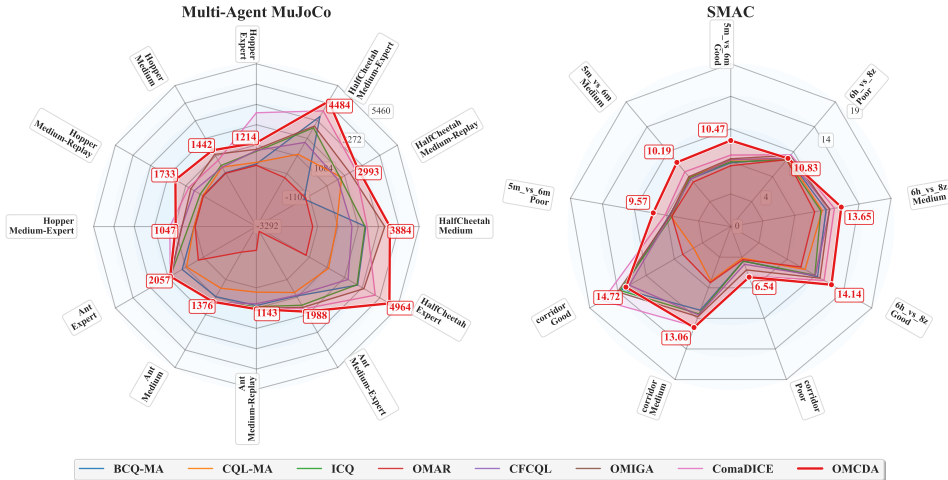 Multi-Agent MuJoCo
Hopper
Expert
HalfCheetah
Medium-Expert
HalfCheetah
Medium-Replay
HalfCheetah
Medium
HalfCheetah
Expert
Ant
Medium-Expert
Ant
Medium-Replay
Ant
Medium
Ant
Expert
Hopper
Medium-Expert
Hopper
Medium-Replay
Hopper
Medium
1214
4484
2993
3884
4964
1988
1143
1376
2057
1047
1733
1442
5460
1084
-3292
SMAC
5m_vs_6m
Good
6h_vs_8z
Poor
6h_vs_8z
Medium
6h_vs_8z
Good
corridor
Poor
corridor
Medium
corridor
Good
5m_vs_6m
Poor
5m_vs_6m
Medium
10.47
10.83
13.65
14.14
6.54
13.06
14.72
9.57
10.19
19
14
4
0
BCQ-MA
CQL-MA
ICQ
OMAR
CFCQL
OMIGA
ComaDICE
OMCDA